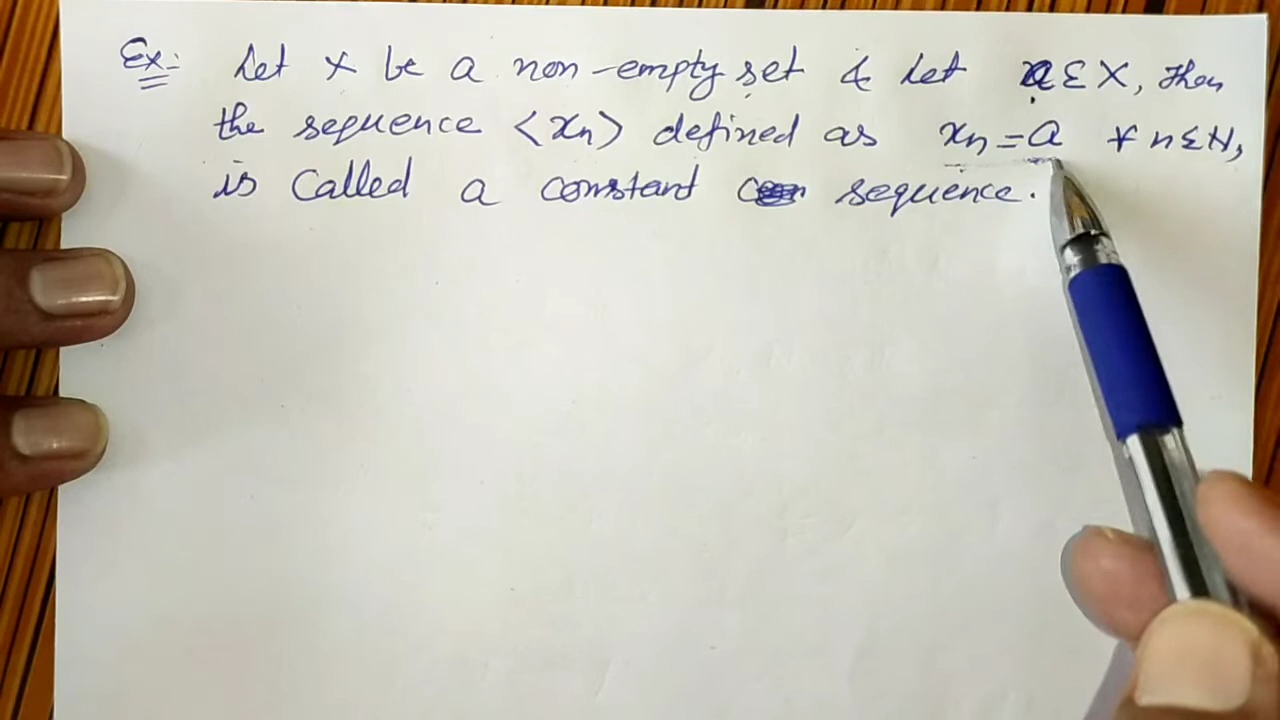 Ex:- Let X be a non-empty set & let a ∈ X, then
the sequence <xn> defined as xn = a ∀ n ∈ N,
is called a constant sequence.